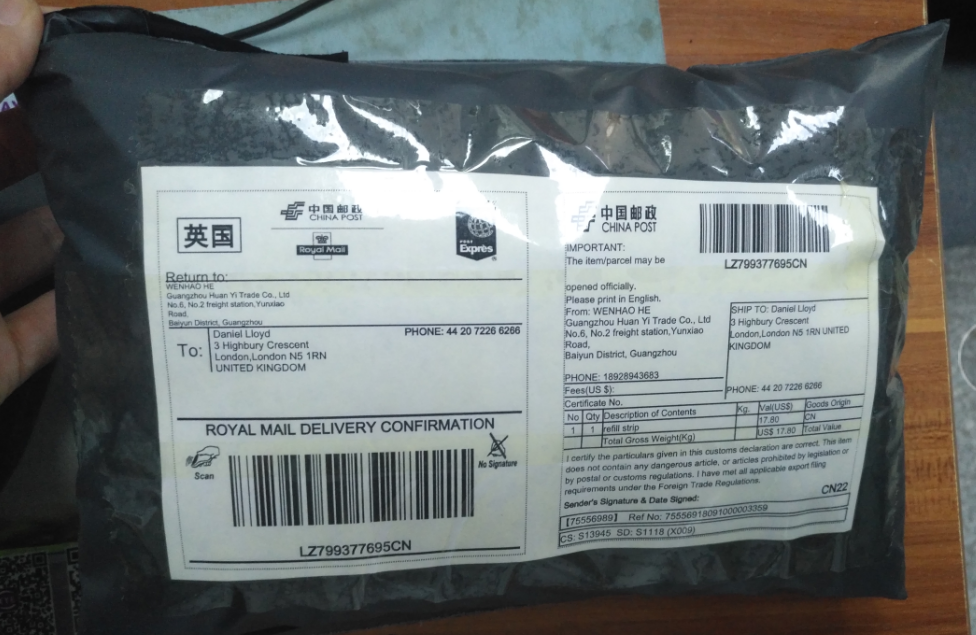 英国
中国邮政
CHINA POST
Royal Mail
Exprès
Return to:
WENHAO HE
Guangzhou Huan Yi Trade Co., Ltd
No.6, No.2 freight station,Yunxiao
Road,
Baiyun District, Guangzhou
To:
Daniel Lloyd
3 Highbury Crescent
London,London N5 1RN
UNITED KINGDOM
PHONE: 44 20 7226 6266
ROYAL MAIL DELIVERY CONFIRMATION
Scan
No Signature
LZ799377695CN
中国邮政
CHINA POST
LZ799377695CN
IMPORTANT:
The item/parcel may be
opened officially.
Please print in English.
From: WENHAO HE
Guangzhou Huan Yi Trade Co., Ltd
No.6, No.2 freight station,Yunxiao
Road,
Baiyun District, Guangzhou
PHONE: 18928943683
SHIP TO: Daniel Lloyd
3 Highbury Crescent
London,London N5 1RN UNITED
KINGDOM
PHONE: 44 20 7226 6266
Fees(US $):
Certificate No.
No Qty Description of Contents Kg. Val(US$) Goods Origin
1 1 refill strip 17.80 CN
Total Gross Weight(Kg) US$ 17.80 Total Value
I certify the particulars given in this customs declaration are correct. This item
does not contain any dangerous article, or articles prohibited by legislation or
by postal or customs regulations. I have met all applicable export filing
requirements under the Foreign Trade Regulations.
Sender's Signature & Date Signed:
CN22
【75556989】 Ref No: 75556918091000003359
CS: S13945 SD: S1118 (X009)